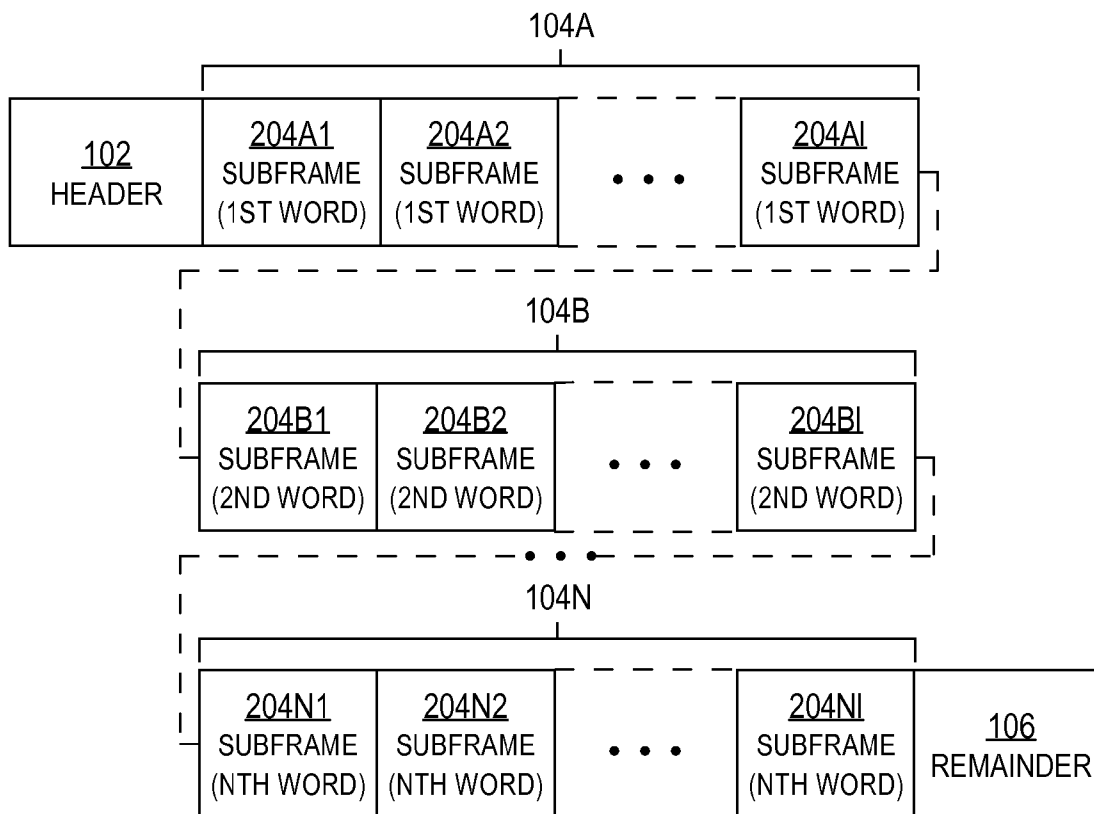 104A
102
HEADER
204A1
SUBFRAME
(1ST WORD)
204A2
SUBFRAME
(1ST WORD)
204AI
SUBFRAME
(1ST WORD)
104B
204B1
SUBFRAME
(2ND WORD)
204B2
SUBFRAME
(2ND WORD)
204BI
SUBFRAME
(2ND WORD)
104N
204N1
SUBFRAME
(NTH WORD)
204N2
SUBFRAME
(NTH WORD)
204NI
SUBFRAME
(NTH WORD)
106
REMAINDER